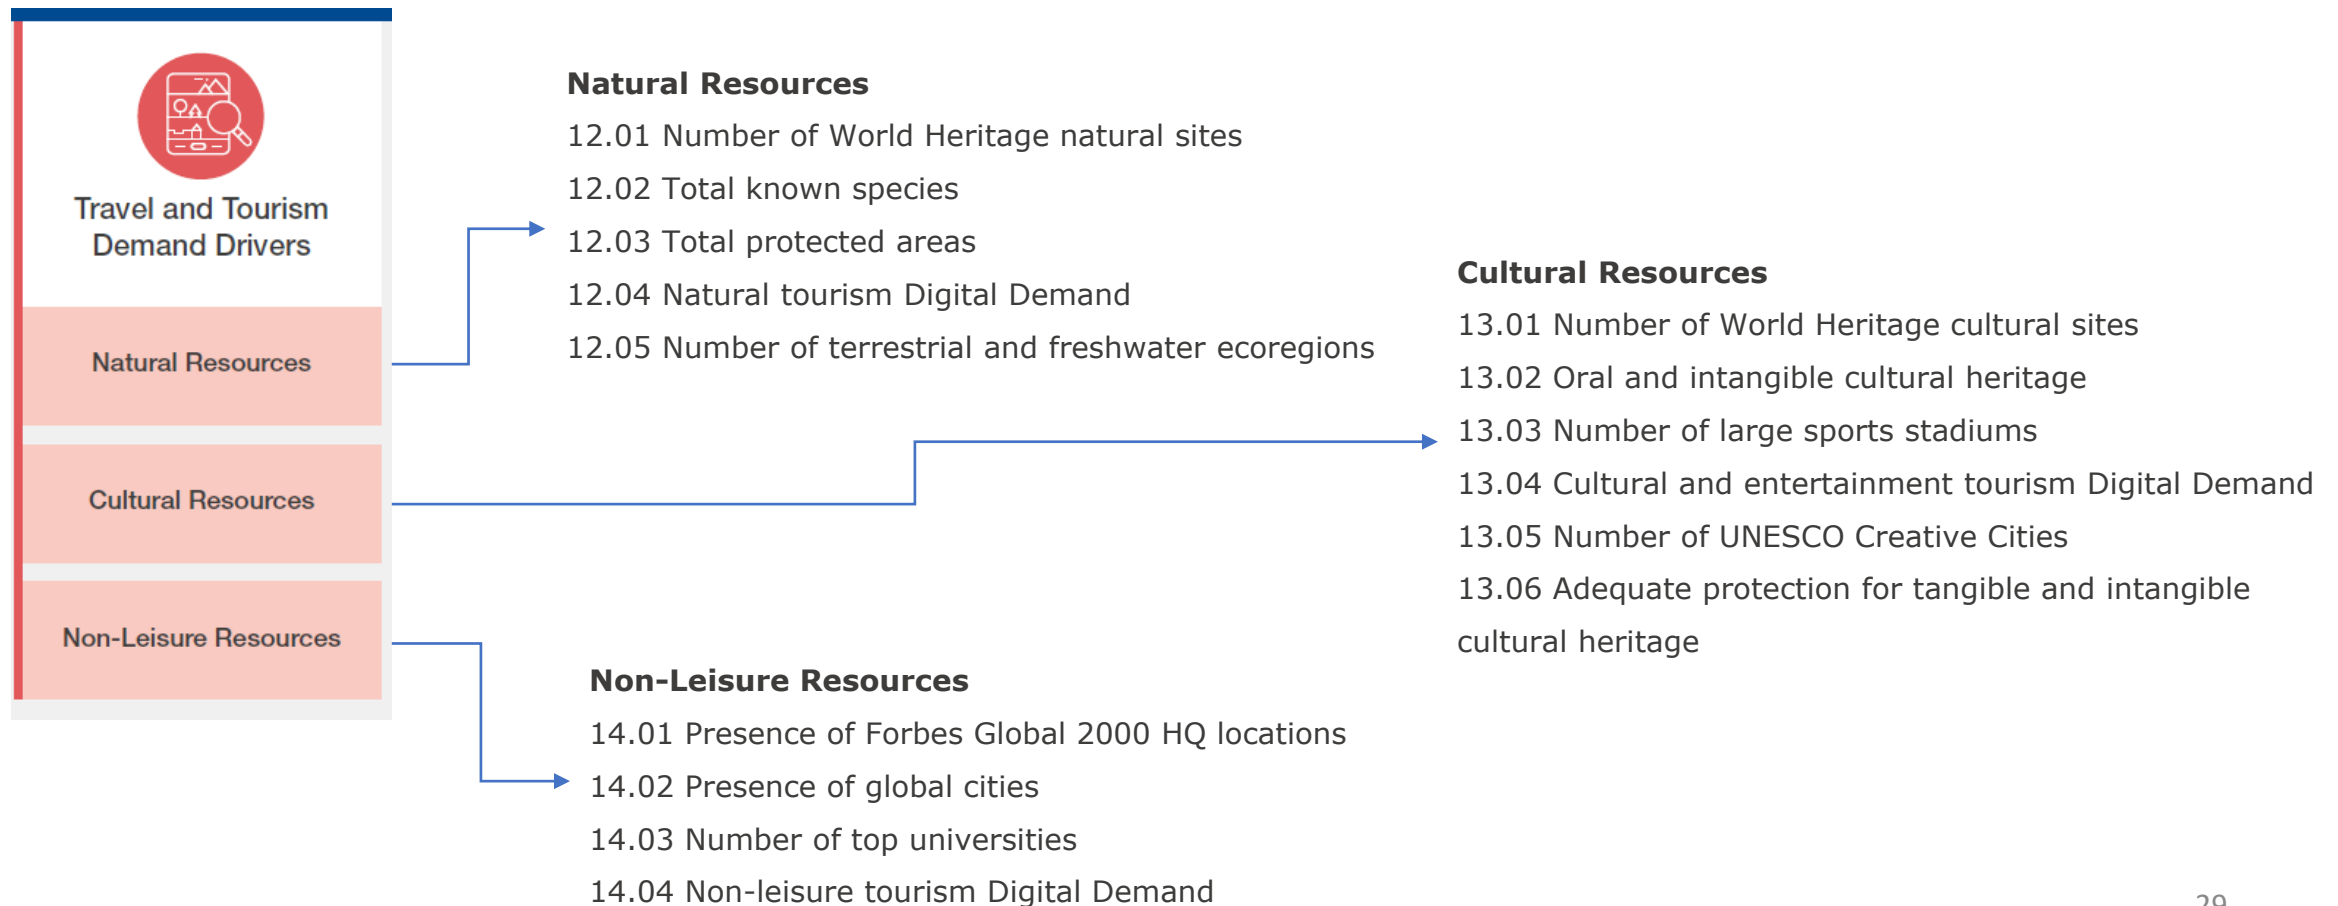 Travel and Tourism
Demand Drivers
Natural Resources
Cultural Resources
Non-Leisure Resources
Natural Resources
12.01 Number of World Heritage natural sites
12.02 Total known species
12.03 Total protected areas
12.04 Natural tourism Digital Demand
12.05 Number of terrestrial and freshwater ecoregions
Cultural Resources
13.01 Number of World Heritage cultural sites
13.02 Oral and intangible cultural heritage
13.03 Number of large sports stadiums
13.04 Cultural and entertainment tourism Digital Demand
13.05 Number of UNESCO Creative Cities
13.06 Adequate protection for tangible and intangible
cultural heritage
Non-Leisure Resources
14.01 Presence of Forbes Global 2000 HQ locations
14.02 Presence of global cities
14.03 Number of top universities
14.04 Non-leisure tourism Digital Demand
29